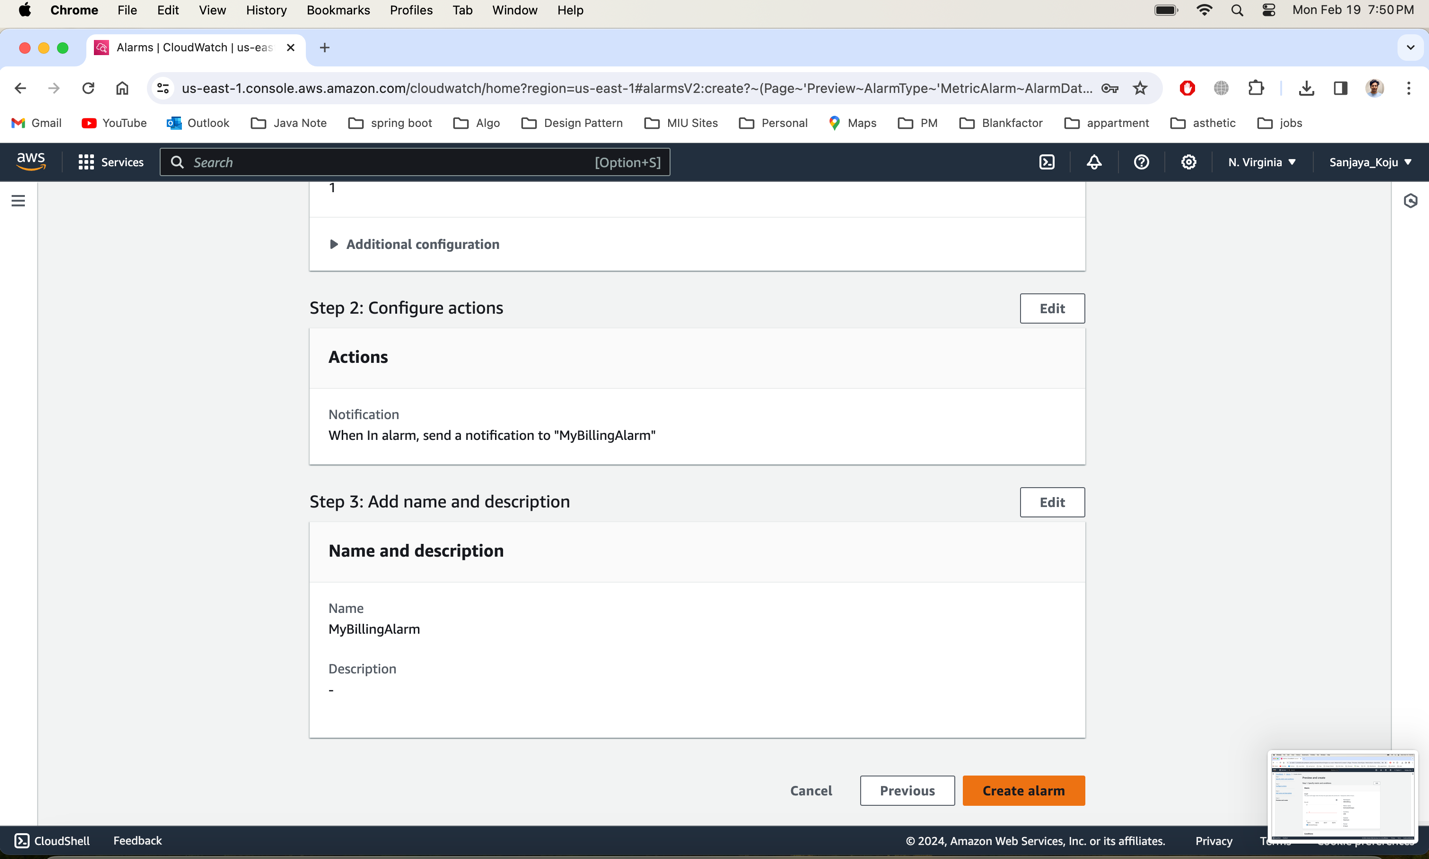 Chrome File Edit View History Bookmarks Profiles Tab Window Help Mon Feb 19 7:50 PM
Alarms | CloudWatch | us-eas
us-east-1.console.aws.amazon.com/cloudwatch/home?region=us-east-1#alarmsV2:create?~(Page~'Preview~AlarmType~'MetricAlarm~AlarmDat...
Gmail YouTube Outlook Java Note spring boot Algo Design Pattern MIU Sites Personal Maps PM Blankfactor appartment asthetic jobs
aws Services Search [Option+S] N. Virginia Sanjaya_Koju
1
Additional configuration
Step 2: Configure actions Edit
Actions
Notification
When In alarm, send a notification to "MyBillingAlarm"
Step 3: Add name and description Edit
Name and description
Name
MyBillingAlarm
Description
-
Cancel Previous Create alarm
CloudShell Feedback © 2024, Amazon Web Services, Inc. or its affiliates. Privacy Terms Cookie preferences